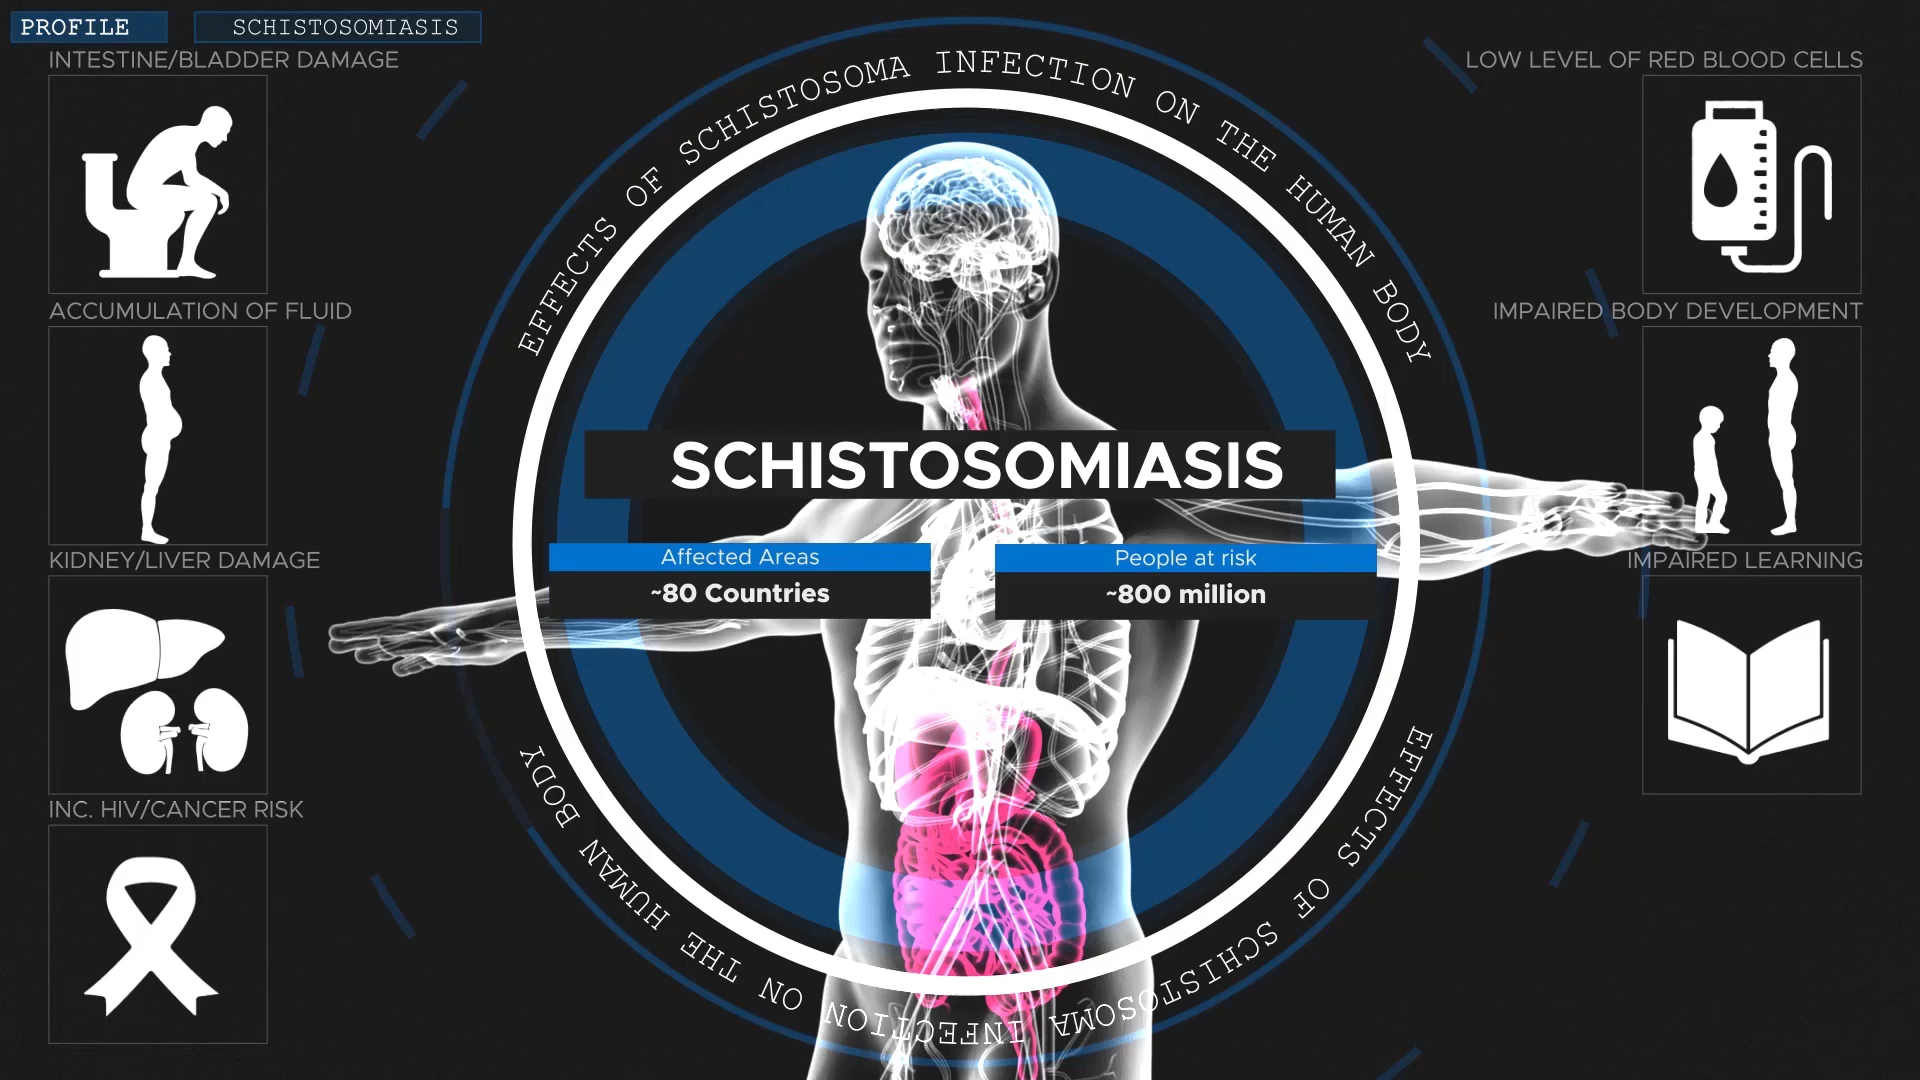 PROFILE
SCHISTOSOMIASIS
INTESTINE/BLADDER DAMAGE
ACCUMULATION OF FLUID
KIDNEY/LIVER DAMAGE
INC. HIV/CANCER RISK
EFFECTS OF SCHISTOSOMA INFECTION ON THE HUMAN BODY
SCHISTOSOMIASIS
Affected Areas
~80 Countries
People at risk
~800 million
EFFECTS OF SCHISTOSOMA INFECTION ON THE HUMAN BODY
LOW LEVEL OF RED BLOOD CELLS
IMPAIRED BODY DEVELOPMENT
IMPAIRED LEARNING